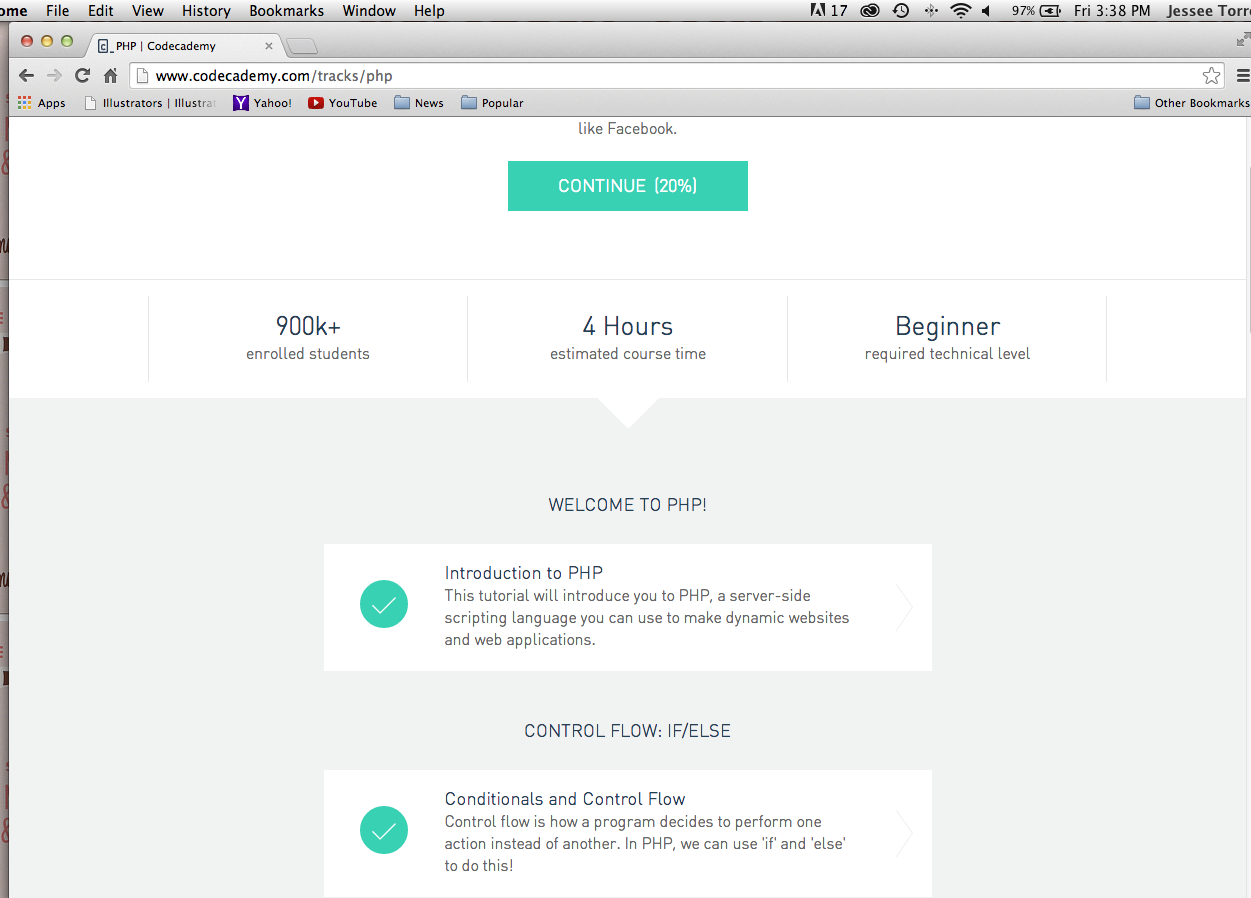 File Edit View History Bookmarks Window Help 17 97% Fri 3:38 PM Jessee
PHP | Codecademy
www.codecademy.com/tracks/php
Apps Illustrators | Illustrat Yahoo! YouTube News Popular Other Bookmarks
like Facebook.
CONTINUE (20%)
900k+
enrolled students
4 Hours
estimated course time
Beginner
required technical level
WELCOME TO PHP!
Introduction to PHP
This tutorial will introduce you to PHP, a server-side
scripting language you can use to make dynamic websites
and web applications.
CONTROL FLOW: IF/ELSE
Conditionals and Control Flow
Control flow is how a program decides to perform one
action instead of another. In PHP, we can use 'if' and 'else'
to do this!